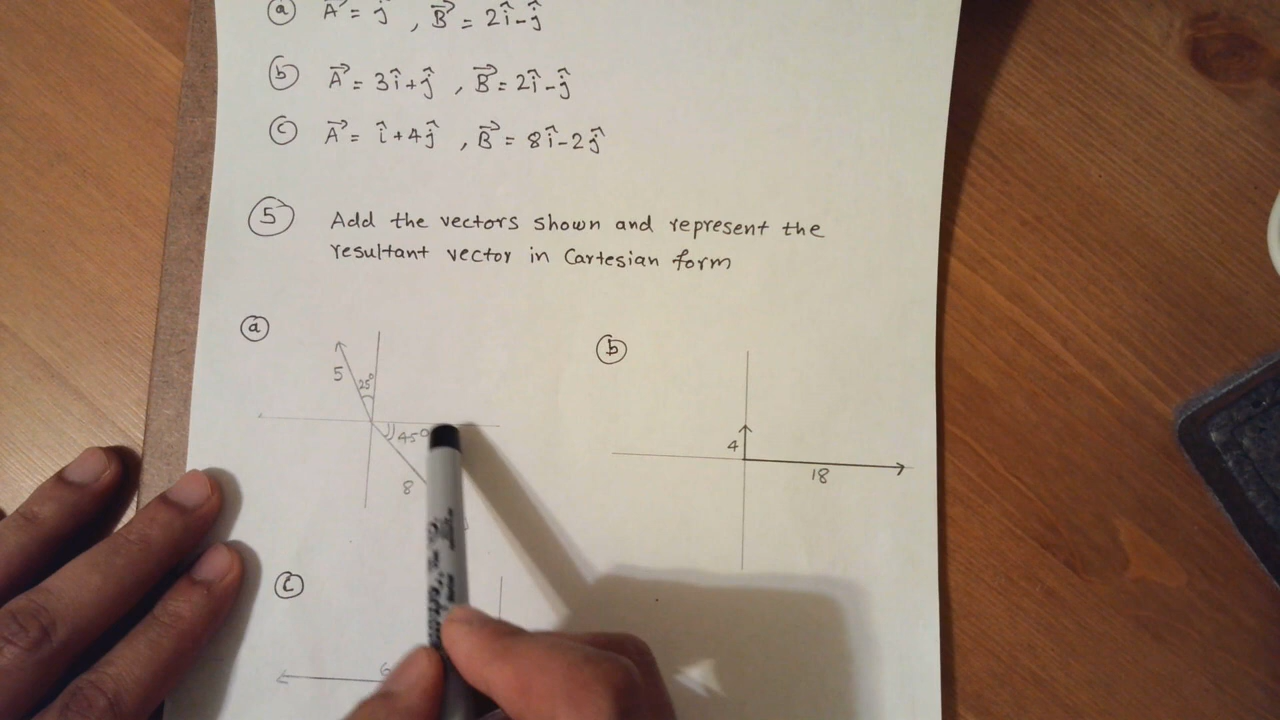 ⓐ A⃗ = ĵ , B⃗ = 2î-ĵ
ⓑ A⃗ = 3î+ĵ , B⃗ = 2î-ĵ
ⓒ A⃗ = î+4ĵ , B⃗ = 8î-2ĵ
⑤ Add the vectors shown and represent the
resultant vector in Cartesian form
ⓐ
5
25°
45°
8
ⓑ
4
18
ⓒ
6